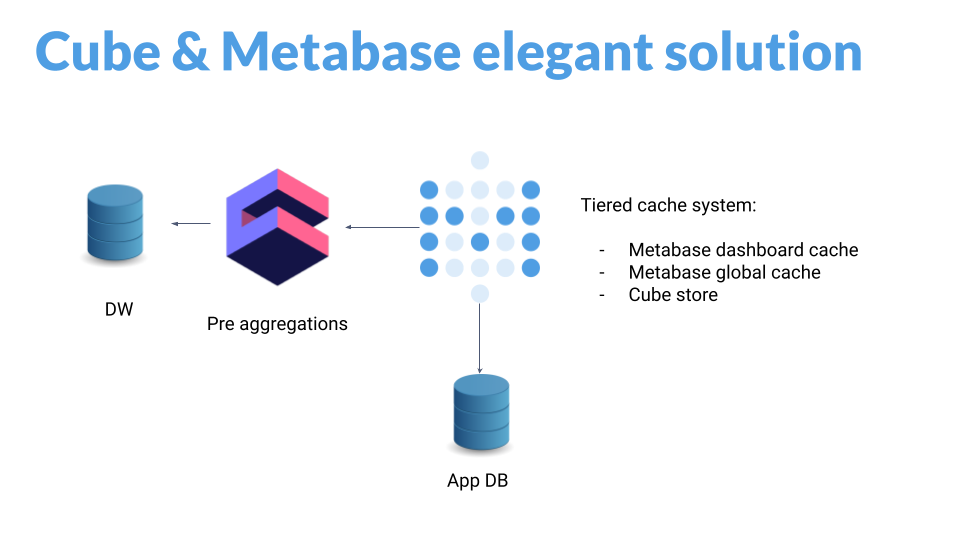 Cube & Metabase elegant solution
Tiered cache system:
- Metabase dashboard cache
- Metabase global cache
- Cube store
DW
Pre aggregations
App DB